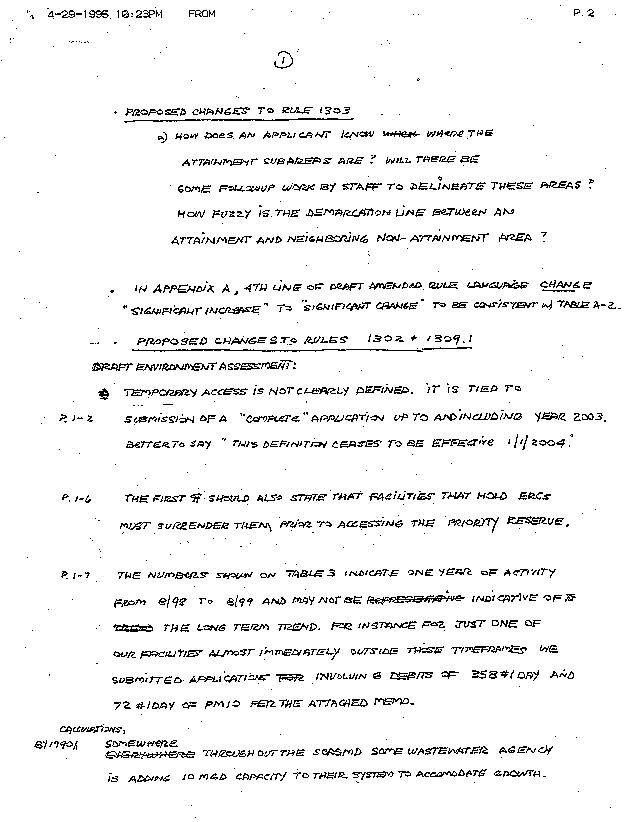 4-29-1996 10:23PM FROM P. 2
1
• PROPOSED CHANGES TO RULE 1303
a) HOW DOES AN APPLICANT KNOW WHERE THE
ATTAINMENT SUBAREAS ARE? WILL THERE BE
SOME FOLLOWUP WORK BY STAFF TO DELINEATE THESE AREAS?
HOW FUZZY IS THE DEMARCATION LINE BETWEEN AN
ATTAINMENT AND NEIGHBORING NON-ATTAINMENT AREA?
• IN APPENDIX A, 4TH LINE OF DRAFT AMENDED RULE LANGUAGE CHANGE
"SIGNIFICANT INCREASE" TO "SIGNIFICANT CHANGE" TO BE CONSISTENT W/ TABLE A-2.
• PROPOSED CHANGES TO RULES 1302 + 1309.1
DRAFT ENVIRONMENT ASSESSMENT:
TEMPORARY ACCESS IS NOT CLEARLY DEFINED. IT IS TIED TO
P. 1-2 SUBMISSION OF A "COMPLETE" APPLICATION UP TO AND INCLUDING YEAR 2003.
BETTER TO SAY "THIS DEFINITION CEASES TO BE EFFECTIVE 1/1/2004."
P. 1-6 THE FIRST ¶ SHOULD ALSO STATE THAT FACILITIES THAT HOLD ERCS
MUST SURRENDER THEM, PRIOR TO ACCESSING THE PRIORITY RESERVE.
P. 1-7 THE NUMBERS SHOWN ON TABLE 3 INDICATE ONE YEAR OF ACTIVITY
FROM 8/98 TO 8/99 AND MAY NOT BE REPRESENTATIVE INDICATIVE OF
THE LONG TERM TREND. FOR INSTANCE FOR JUST ONE OF
OUR FACILITIES ALMOST IMMEDIATELY OUTSIDE THOSE TIMEFRAMES WE
SUBMITTED APPLICATIONS FOR INVOLVING DEBITS OF 358 #/DAY AND
72 #/DAY OF PM10 PER THE ATTACHED MEMO.
CALCULATIONS:
SOMEWHERE
EVERYWHERE THROUGHOUT THE SCAQMD SOME WASTEWATER AGENCY
IS ADDING 10 MGD CAPACITY TO THEIR SYSTEM TO ACCOMODATE GROWTH.